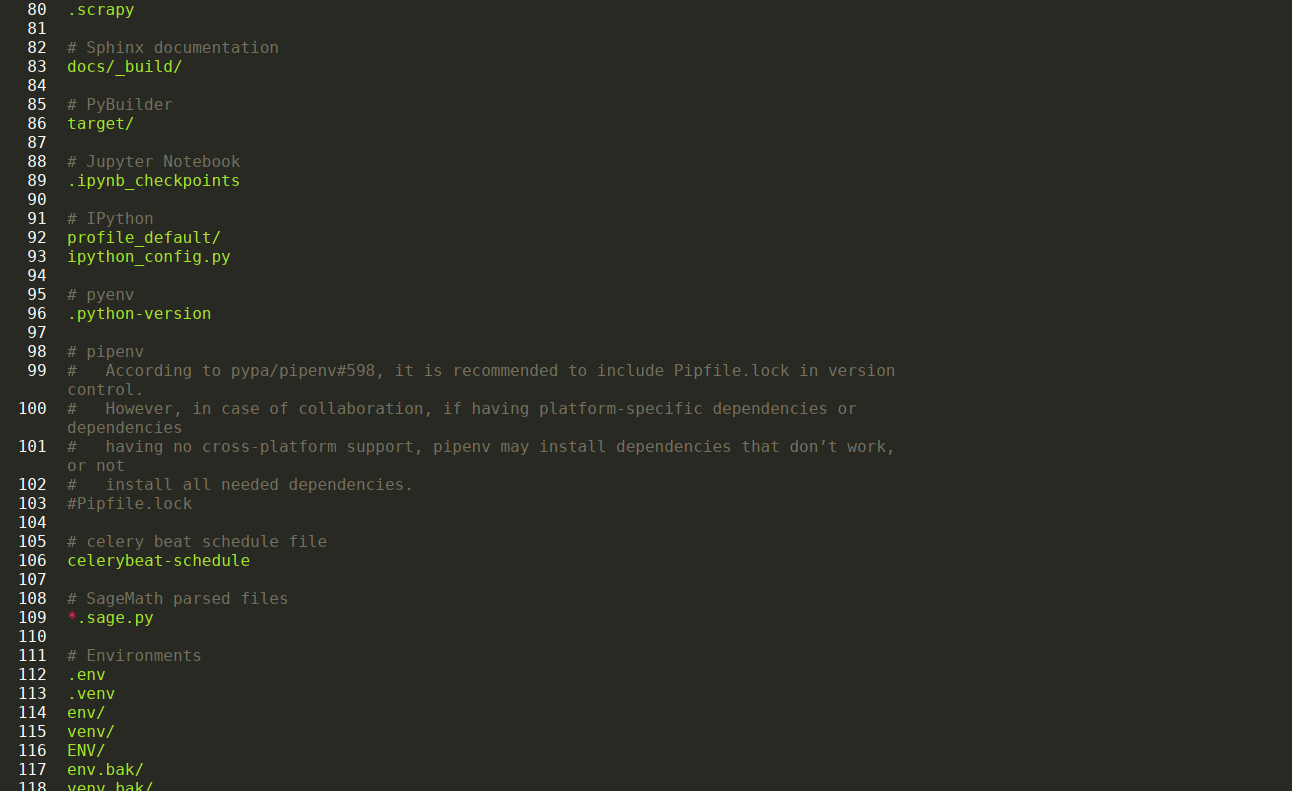 80 .scrapy
81
82 # Sphinx documentation
83 docs/_build/
84
85 # PyBuilder
86 target/
87
88 # Jupyter Notebook
89 .ipynb_checkpoints
90
91 # IPython
92 profile_default/
93 ipython_config.py
94
95 # pyenv
96 .python-version
97
98 # pipenv
99 #   According to pypa/pipenv#598, it is recommended to include Pipfile.lock in version
control.
100 #   However, in case of collaboration, if having platform-specific dependencies or
dependencies
101 #   having no cross-platform support, pipenv may install dependencies that don’t work,
or not
102 #   install all needed dependencies.
103 #Pipfile.lock
104
105 # celery beat schedule file
106 celerybeat-schedule
107
108 # SageMath parsed files
109 *.sage.py
110
111 # Environments
112 .env
113 .venv
114 env/
115 venv/
116 ENV/
117 env.bak/
118 venv.bak/